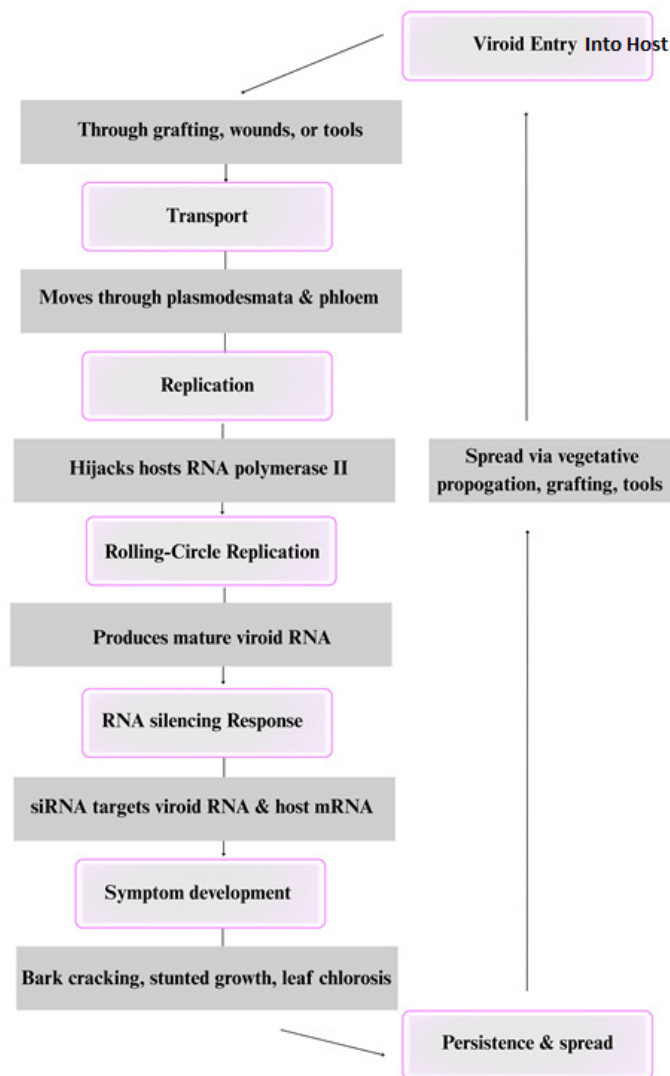 Viroid Entry Into Host
Through grafting, wounds, or tools
Transport
Moves through plasmodesmata & phloem
Replication
Hijacks hosts RNA polymerase II
Rolling-Circle Replication
Produces mature viroid RNA
RNA silencing Response
siRNA targets viroid RNA & host mRNA
Symptom development
Bark cracking, stunted growth, leaf chlorosis
Persistence & spread
Spread via vegetative
propogation, grafting, tools